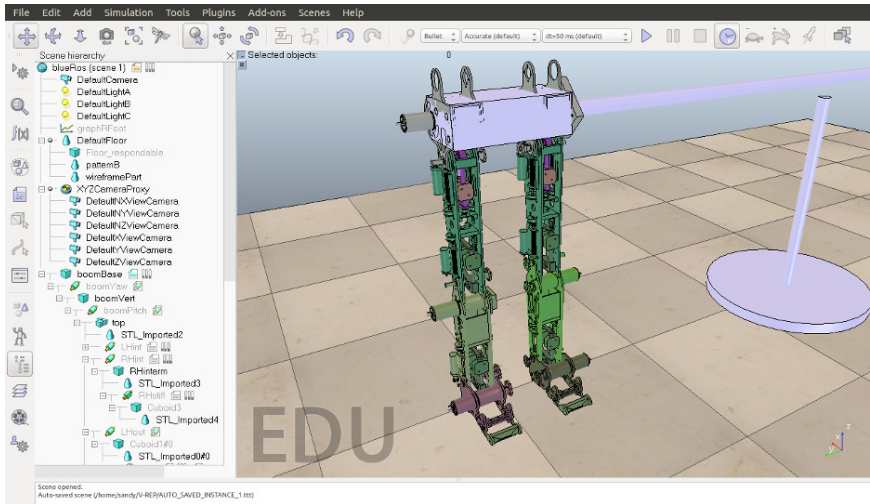 File Edit Add Simulation Tools Plugins Add-ons Scenes Help
Bullet Accurate (default) dt=50 ms (default)
Scene hierarchy
Selected objects: 0
blueRos (scene 1)
DefaultCamera
DefaultLightA
DefaultLightB
DefaultLightC
graphRFoot
DefaultFloor
Floor_respondable
patternB
wireframePart
XYZCameraProxy
DefaultNXViewCamera
DefaultNYViewCamera
DefaultNZViewCamera
DefaultXViewCamera
DefaultYViewCamera
DefaultZViewCamera
boomBase
boomYaw
boomVert
boomPitch
top
STL_Imported2
LHint
RHint
RHinterm
STL_Imported3
RHstiff
Cuboid3
STL_Imported4
LHout
Cuboid1#0
STL_Imported0#0
EDU
f(x)
x
y
z
Scene opened.
Auto-saved scene (/home/sandy/V-REP/AUTO_SAVED_INSTANCE_1.ttt)